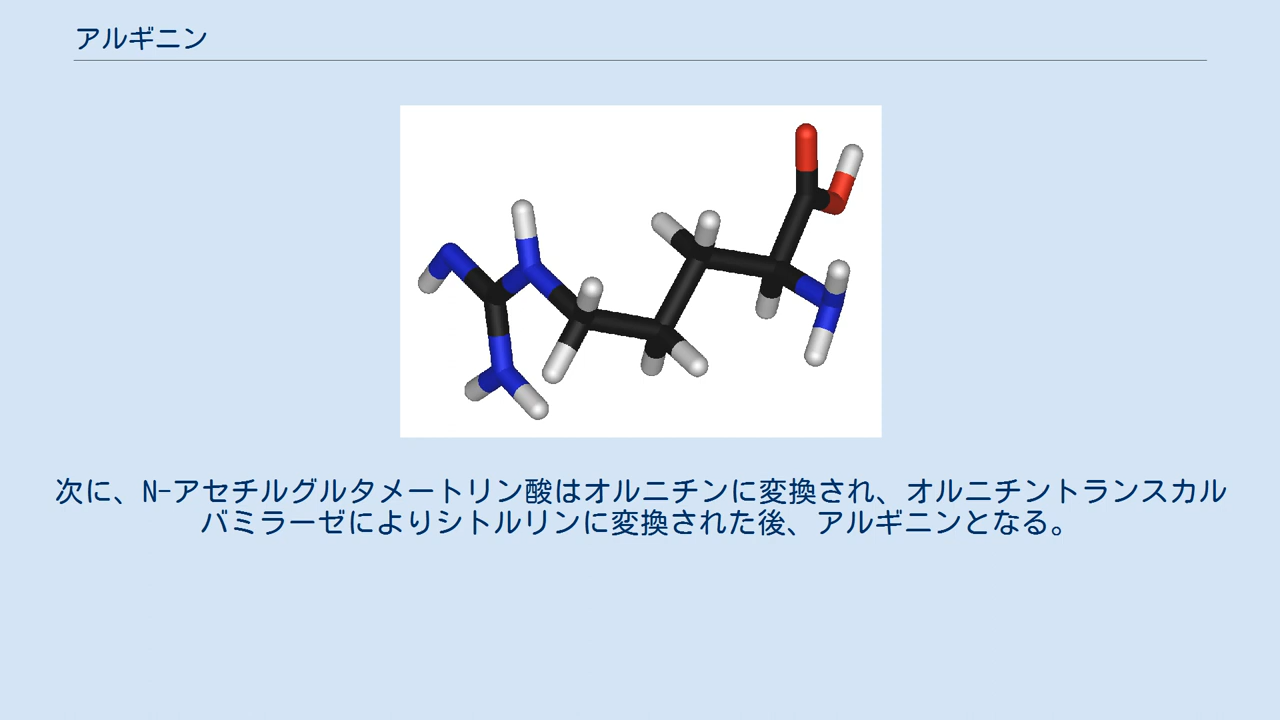 アルギニン
次に、N-アセチルグルタメートリン酸はオルニチンに変換され、オルニチントランスカル
バミラーゼによりシトルリンに変換された後、アルギニンとなる。